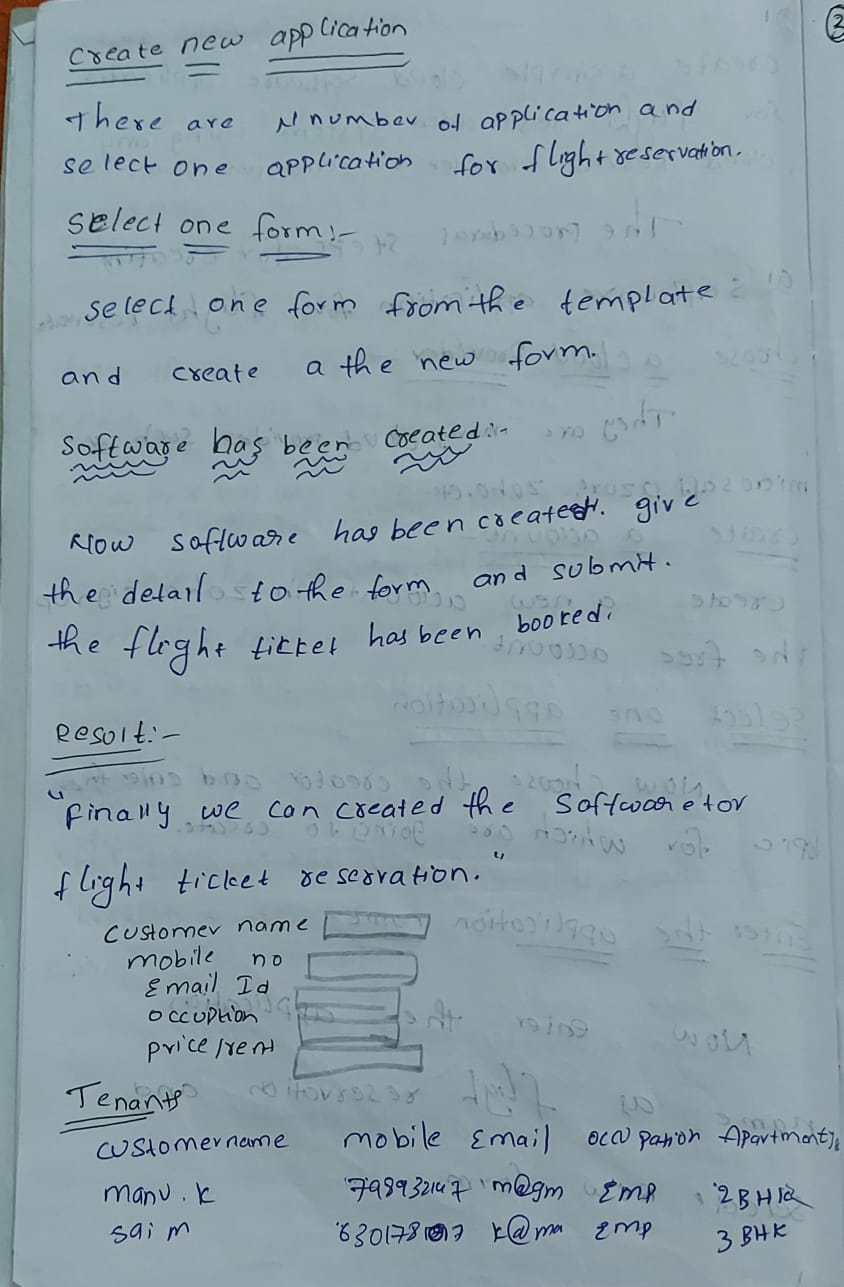 3
Create new application
There are N number of application and
select one application for flight reservation.
Select one form:-
select one form from the template
and create a the new form.
Software has been Created:-
Now software has been created. give
the detail to the form and submit.
the flight ticket has been booked.
Result:-
"Finally we can created the Software for
flight ticket reservation."
Customer name
mobile no
Email Id
occuption
price/rent
Tenants
customername mobile Email occupation Apartment
manu.k m@gm Emp 2BHK
sai m k@ma Emp 3 BHK